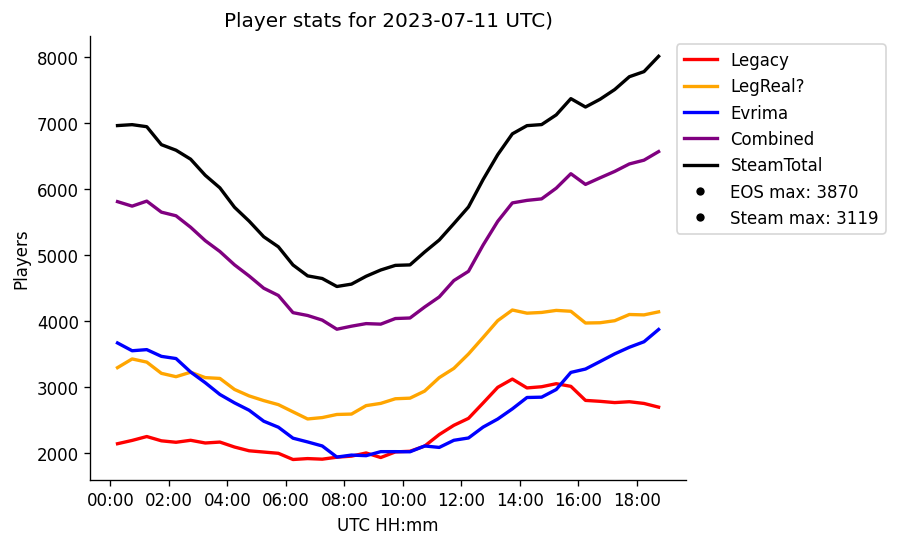 Player stats for 2023-07-11 UTC)
8000
7000
6000
5000
4000
3000
2000
Players
00:00 02:00 04:00 06:00 08:00 10:00 12:00 14:00 16:00 18:00
UTC HH:mm
Legacy
LegReal?
Evrima
Combined
SteamTotal
EOS max: 3870
Steam max: 3119